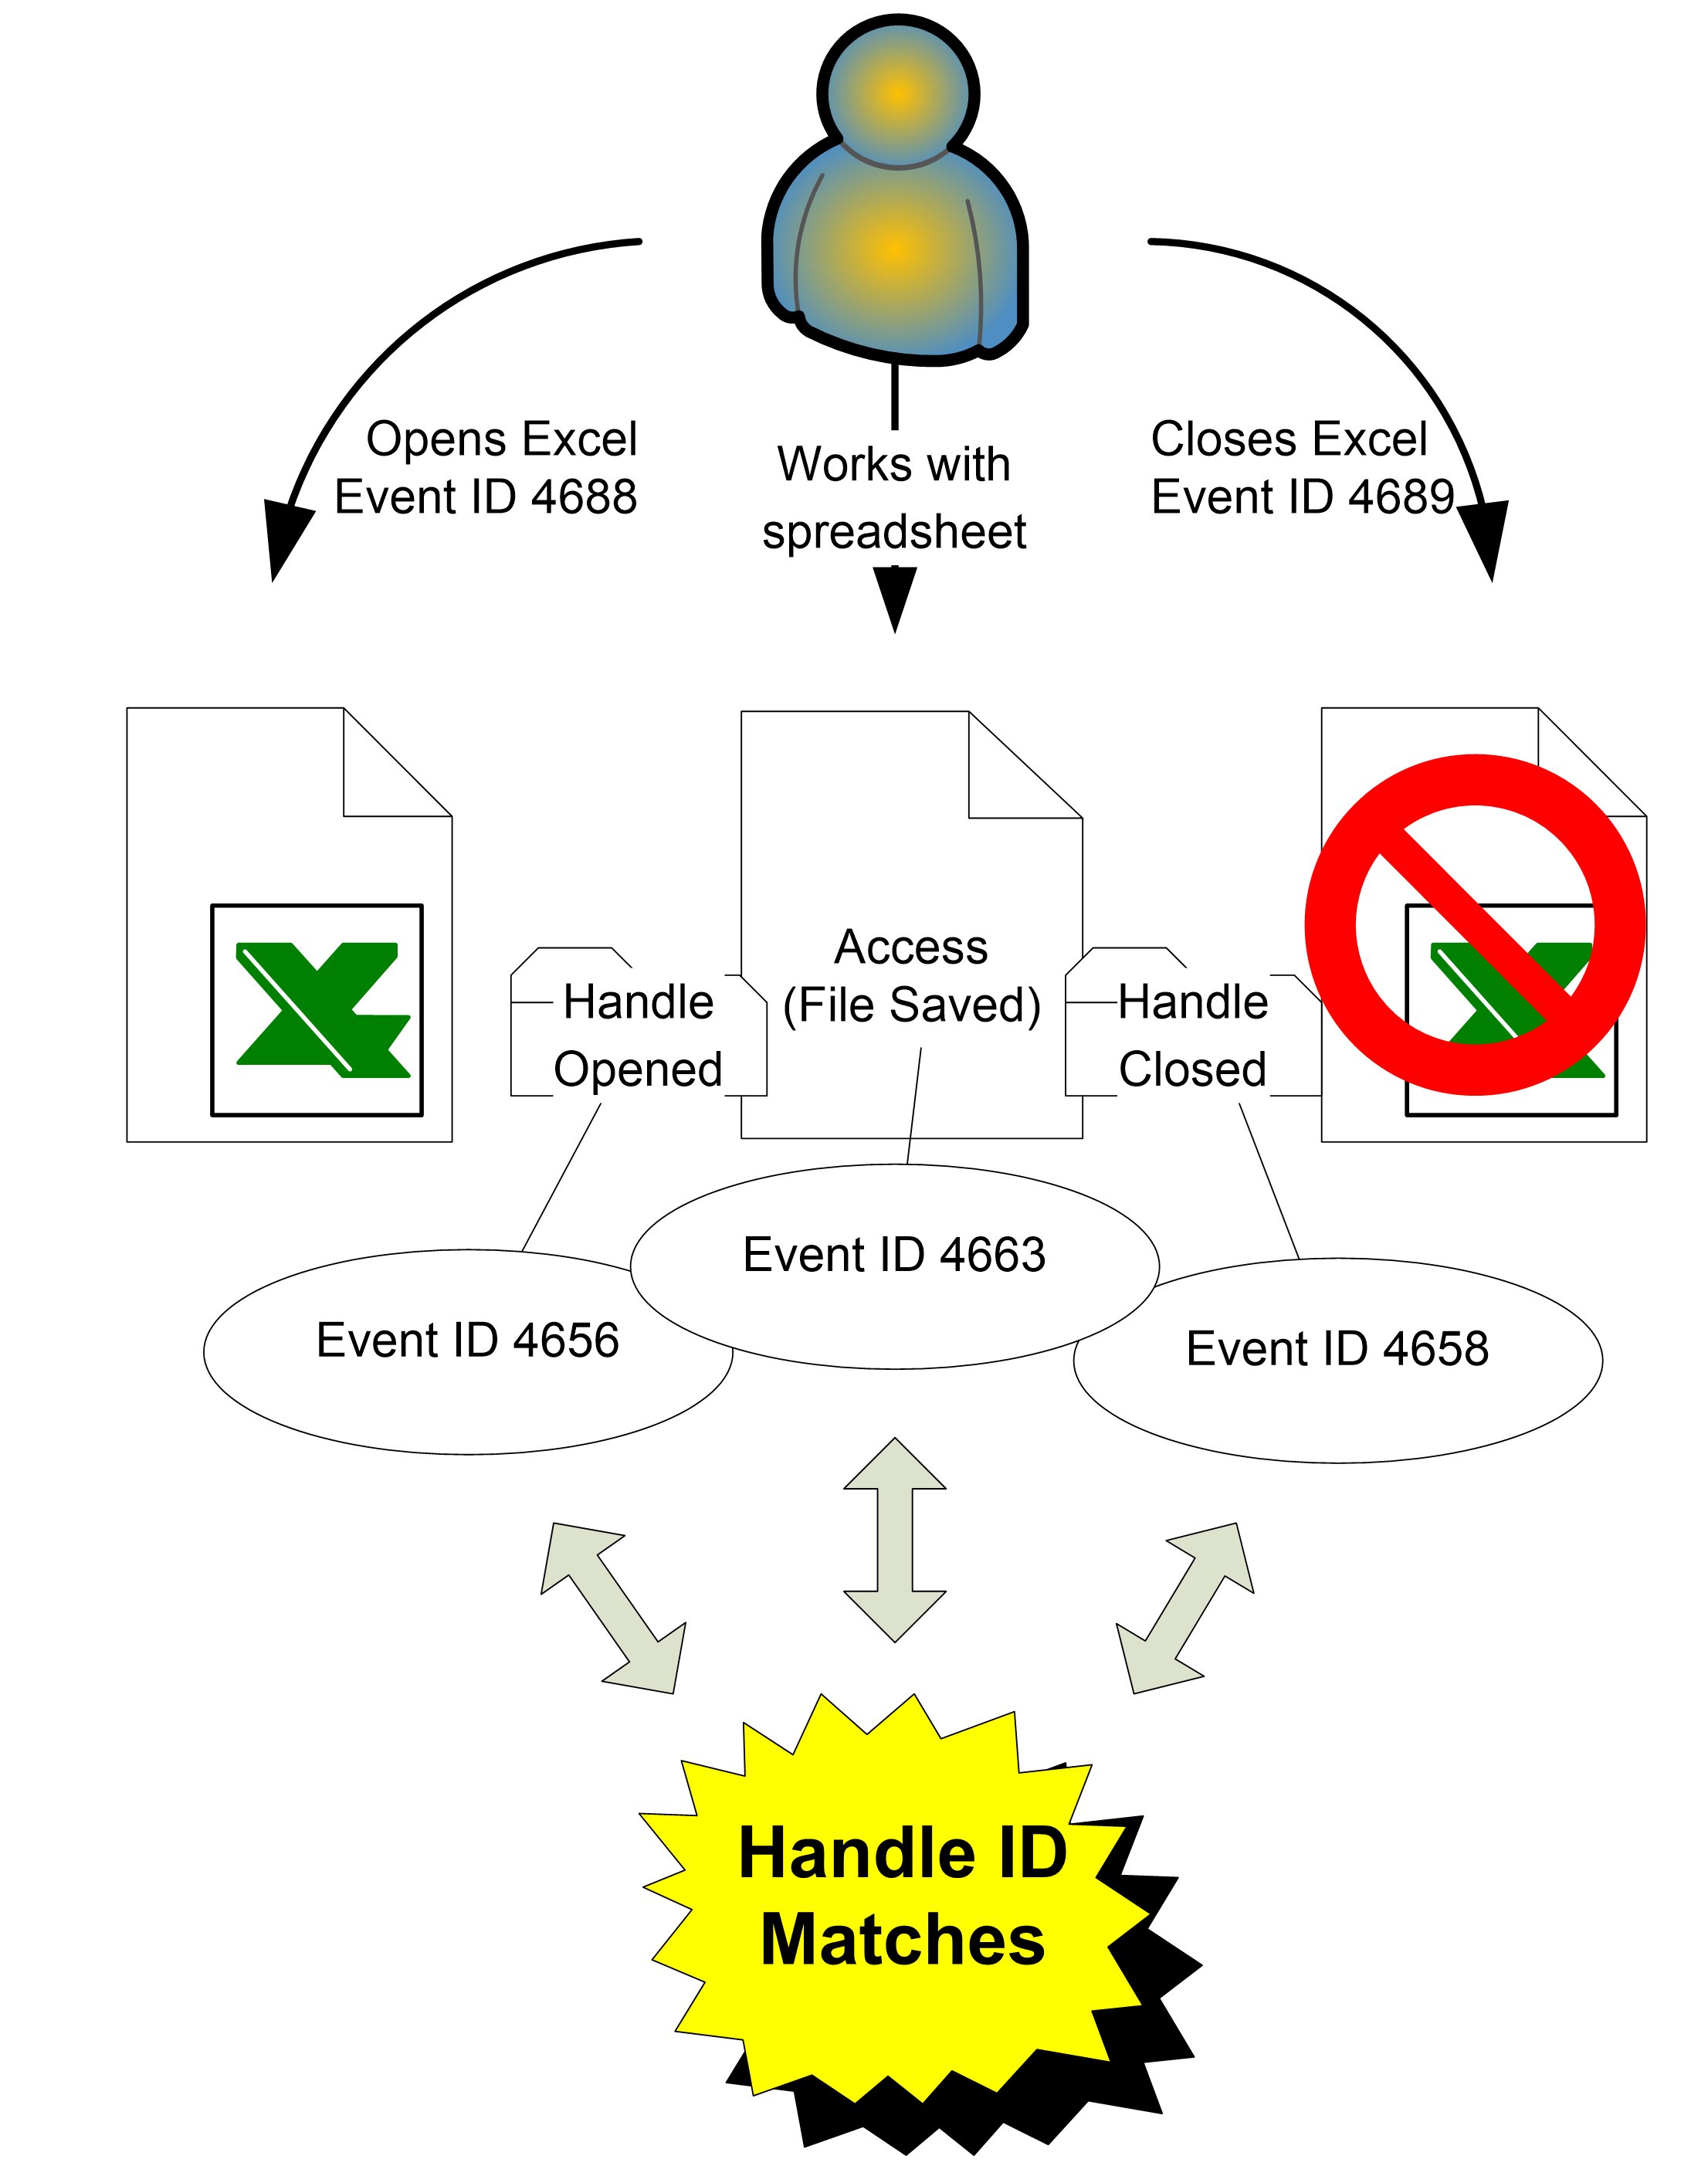 Opens Excel
Event ID 4688
Works with
spreadsheet
Closes Excel
Event ID 4689
Handle
Opened
Access
(File Saved)
Handle
Closed
Event ID 4656
Event ID 4663
Event ID 4658
Handle ID
Matches